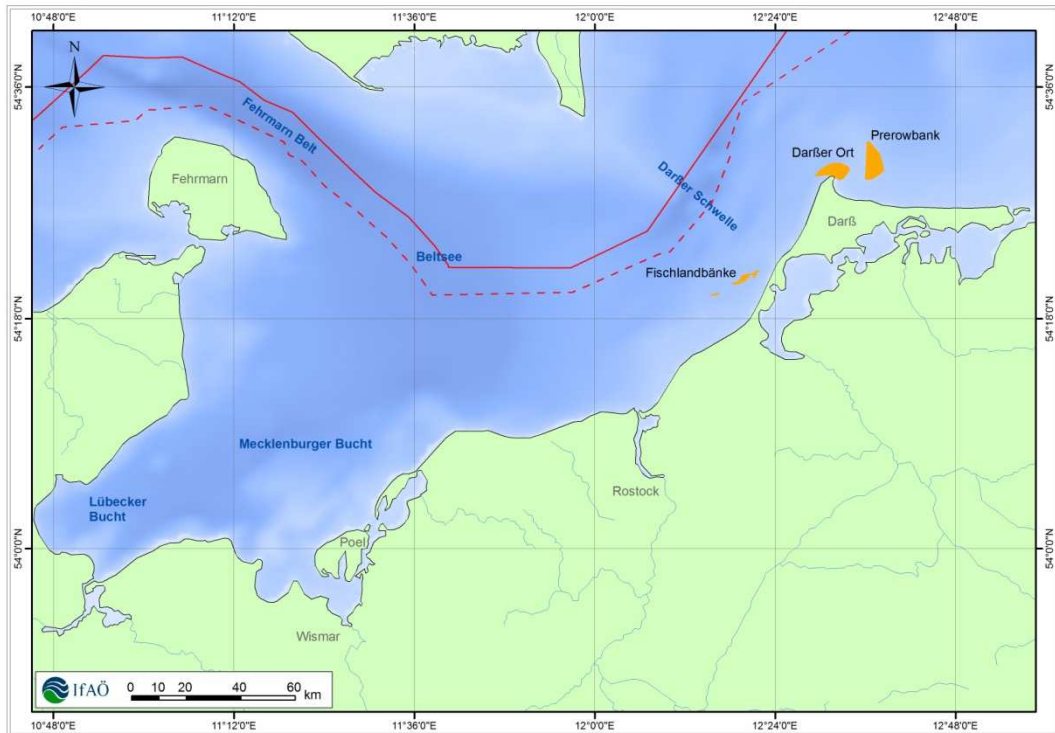 10°48'0"E 11°12'0"E 11°36'0"E 12°0'0"E 12°24'0"E 12°48'0"E
N
54°36'0"N 54°36'0"N
Fehrmarn Belt
Prerowbank
Darßer Ort
Fehrmarn
Darßer Schwelle
Darß
Beltsee
Fischlandbänke
54°18'0"N 54°18'0"N
Mecklenburger Bucht
Lübecker
Bucht
Rostock
Poel
54°0'0"N 54°0'0"N
Wismar
IfAÖ
0 10 20 40 60
km
10°48'0"E 11°12'0"E 11°36'0"E 12°0'0"E 12°24'0"E 12°48'0"E